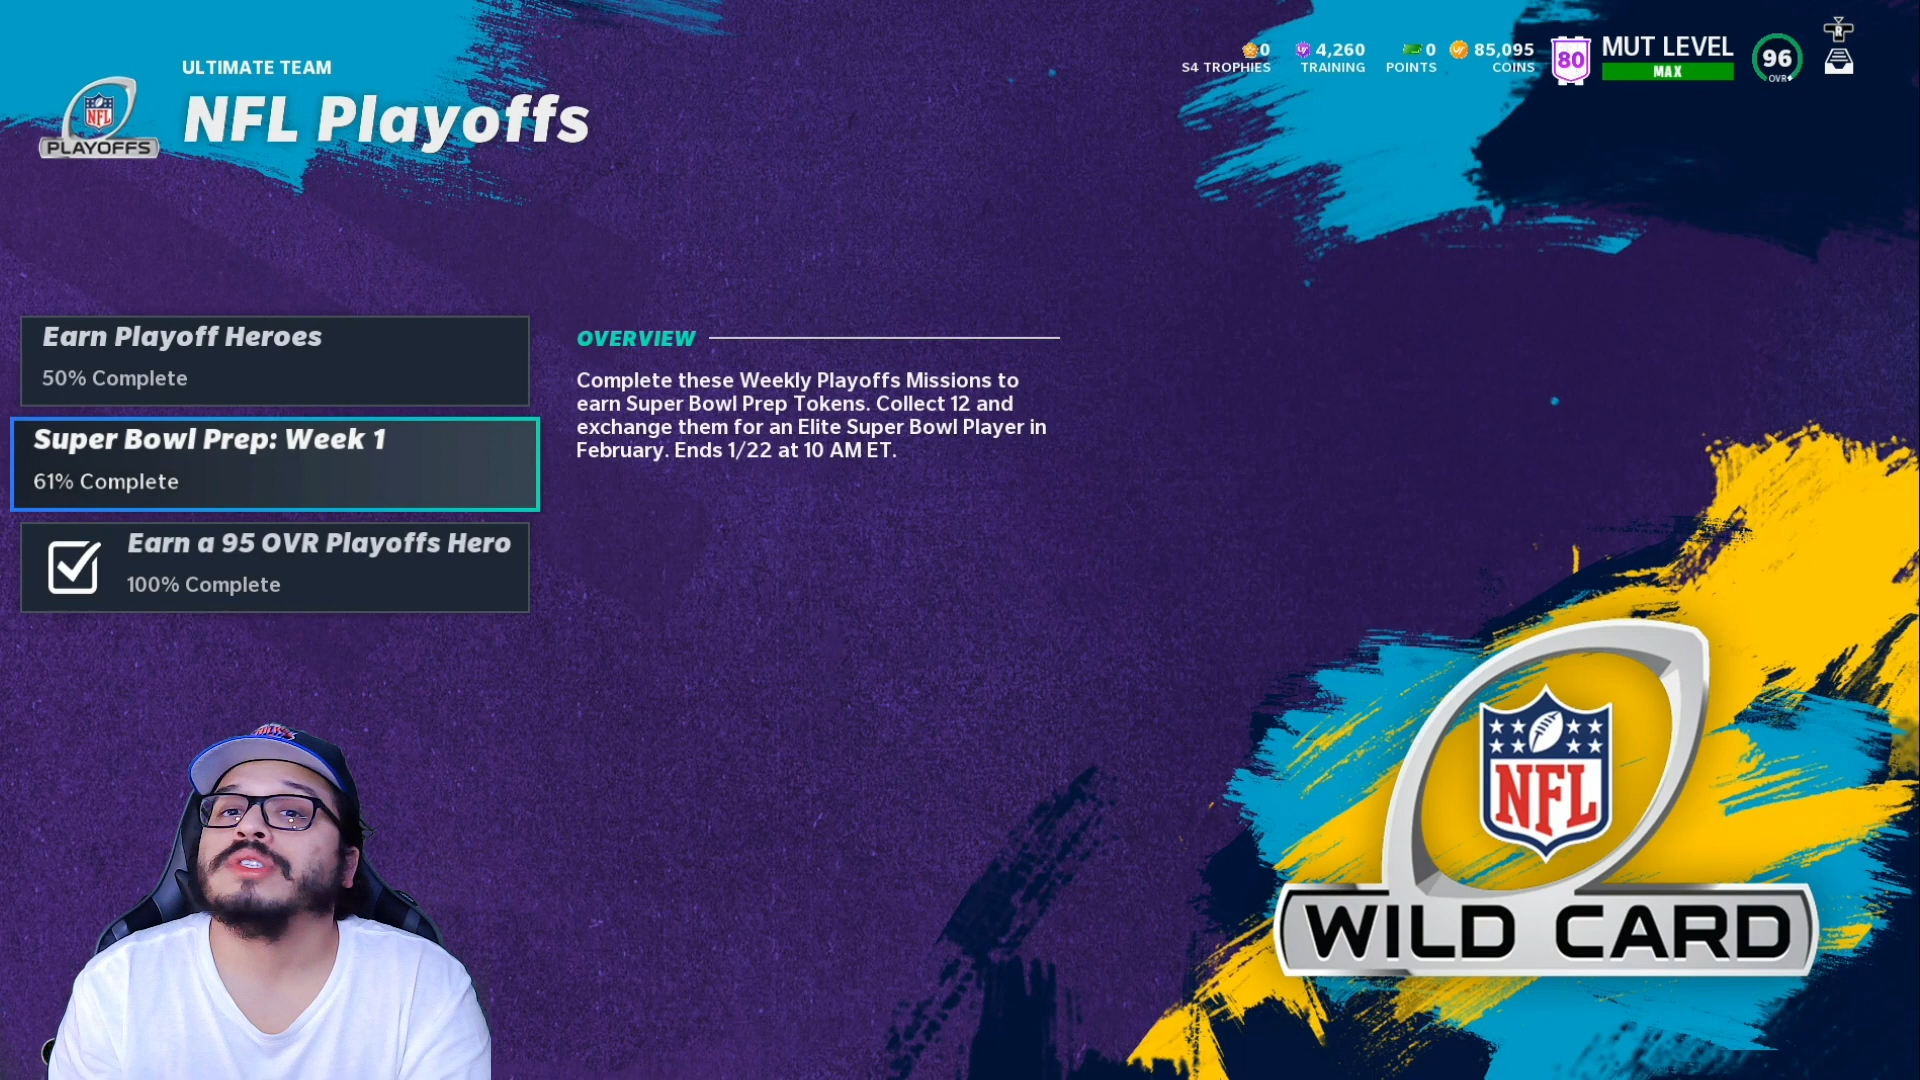 ULTIMATE TEAM
NFL Playoffs
NFL
PLAYOFFS
0
S4 TROPHIES
4,260
TRAINING
0
POINTS
85,095
COINS
80
MUT LEVEL
MAX
96
OVR
R
Earn Playoff Heroes
50% Complete
Super Bowl Prep: Week 1
61% Complete
Earn a 95 OVR Playoffs Hero
100% Complete
OVERVIEW
Complete these Weekly Playoffs Missions to
earn Super Bowl Prep Tokens. Collect 12 and
exchange them for an Elite Super Bowl Player in
February. Ends 1/22 at 10 AM ET.
NFL
WILD CARD